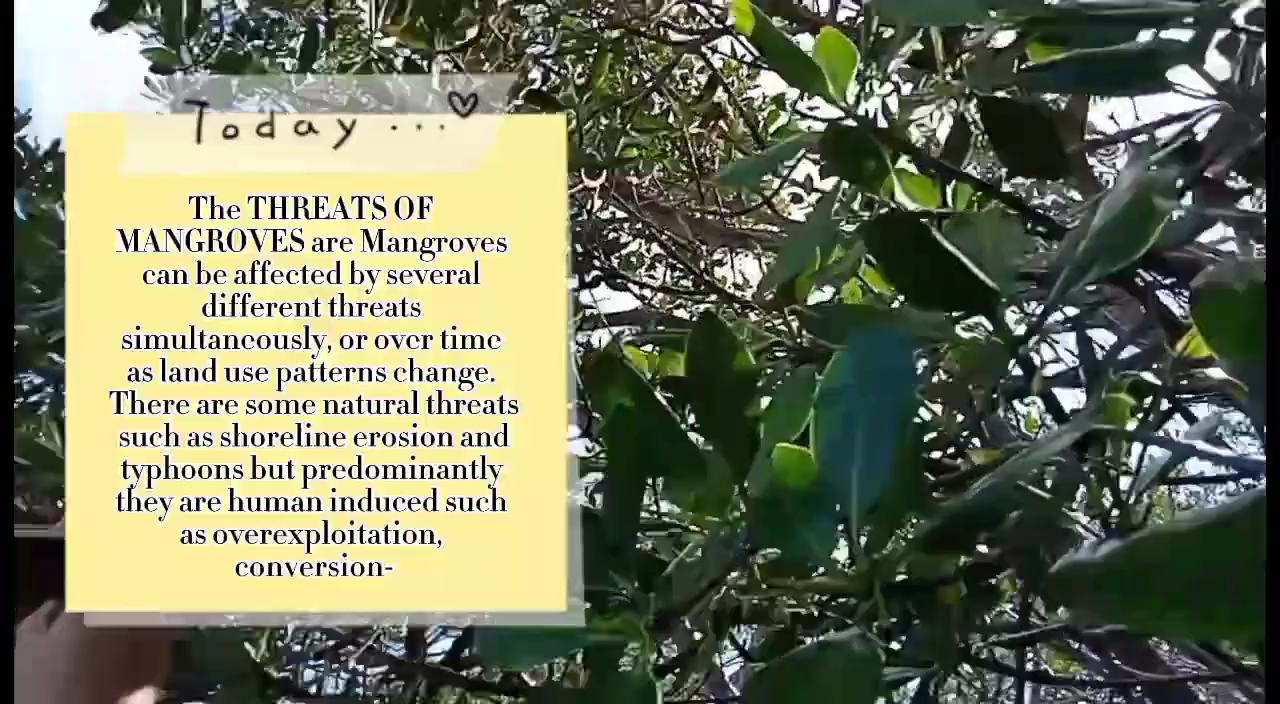 Today ...♡
The THREATS OF
MANGROVES are Mangroves
can be affected by several
different threats
simultaneously, or over time
as land use patterns change.
There are some natural threats
such as shoreline erosion and
typhoons but predominantly
they are human induced such
as overexploitation,
conversion-